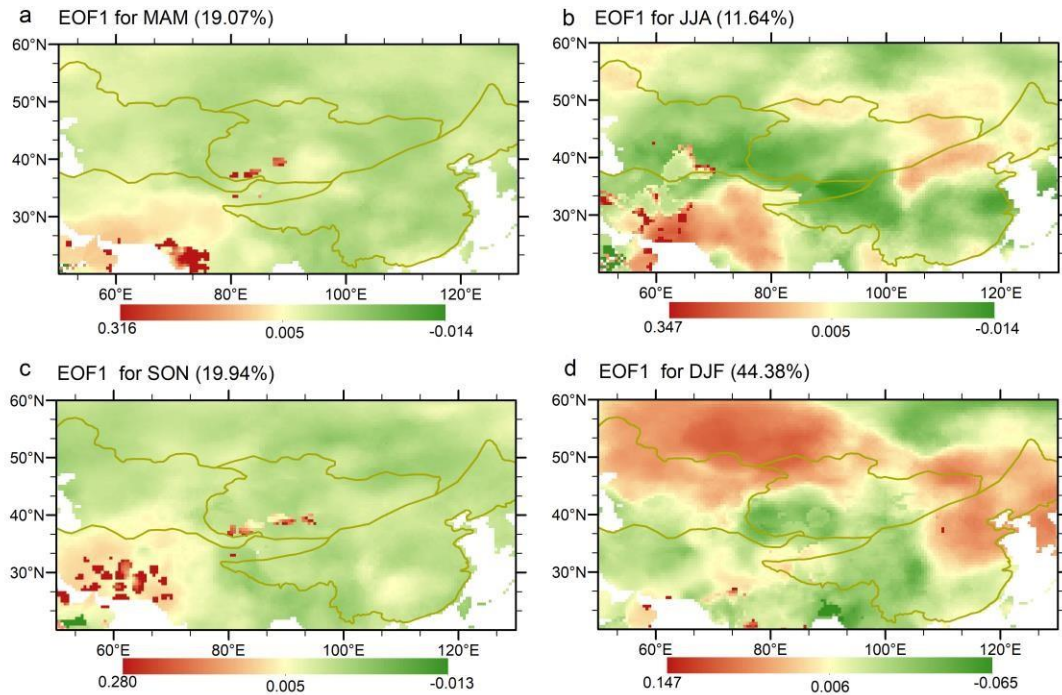 a EOF1 for MAM (19.07%)
60°N
50°N
40°N
30°N
60°E 80°E 100°E 120°E
0.316 0.005 -0.014
b EOF1 for JJA (11.64%)
60°N
50°N
40°N
30°N
60°E 80°E 100°E 120°E
0.347 0.005 -0.014
c EOF1 for SON (19.94%)
60°N
50°N
40°N
30°N
60°E 80°E 100°E 120°E
0.280 0.005 -0.013
d EOF1 for DJF (44.38%)
60°N
50°N
40°N
30°N
60°E 80°E 100°E 120°E
0.147 0.006 -0.065